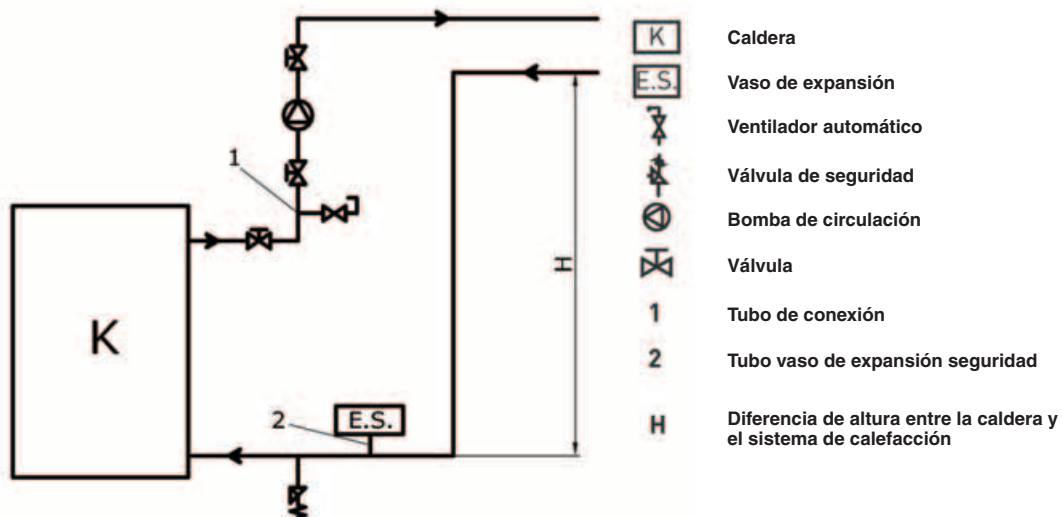 1
K
2
E.S.
H
K Caldera
E.S. Vaso de expansión
Ventilador automático
Válvula de seguridad
Bomba de circulación
Válvula
1 Tubo de conexión
2 Tubo vaso de expansión seguridad
H Diferencia de altura entre la caldera y
el sistema de calefacción